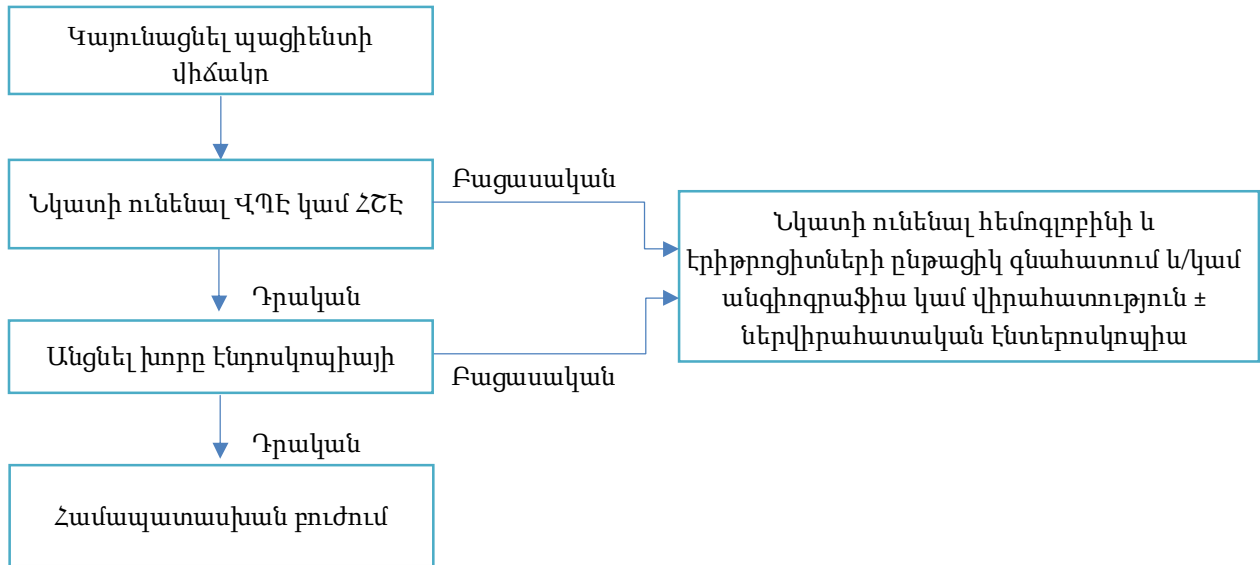 Կայունացնել պացիենտի
վիճակը
Նկատի ունենալ ՎՊԷ կամ ՀՇԷ
Բացասական
Նկատի ունենալ հեմոգլոբինի և
էրիթրոցիտների ընթացիկ գնահատում և/կամ
անգիոգրաֆիա կամ վիրահատություն ±
ներվիրահատական էնտերոսկոպիա
Դրական
Անցնել խորը էնդոսկոպիայի
Բացասական
Դրական
Համապատասխան բուժում